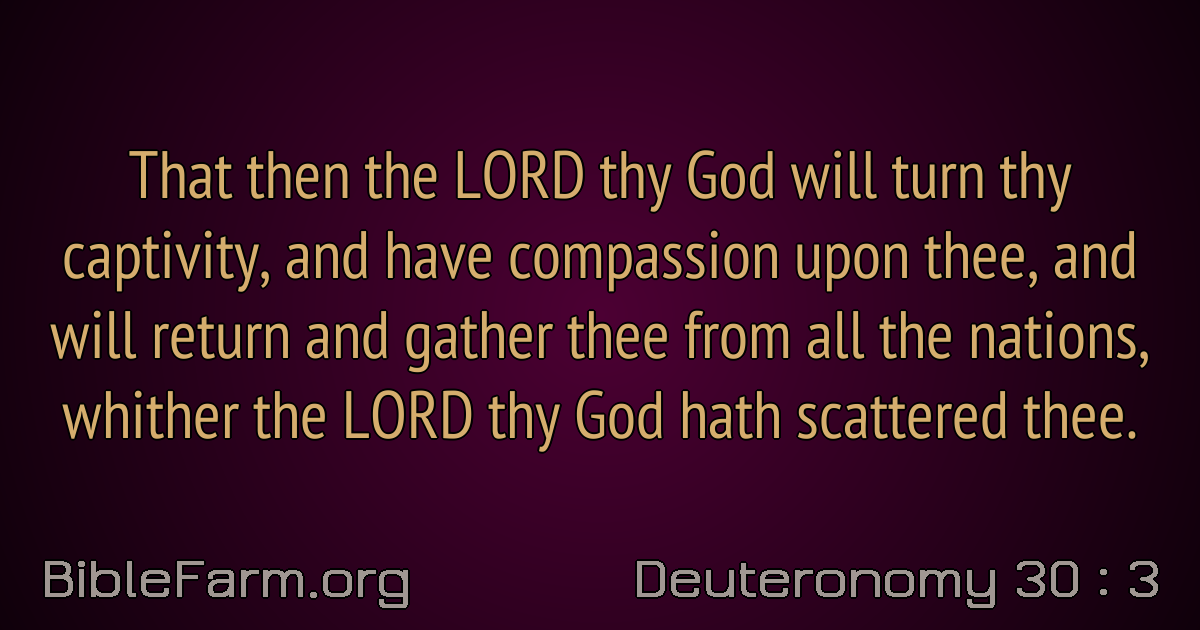 That then the LORD thy God will turn thy
captivity, and have compassion upon thee, and
will return and gather thee from all the nations,
whither the LORD thy God hath scattered thee.
BibleFarm.org
Deuteronomy 30 : 3